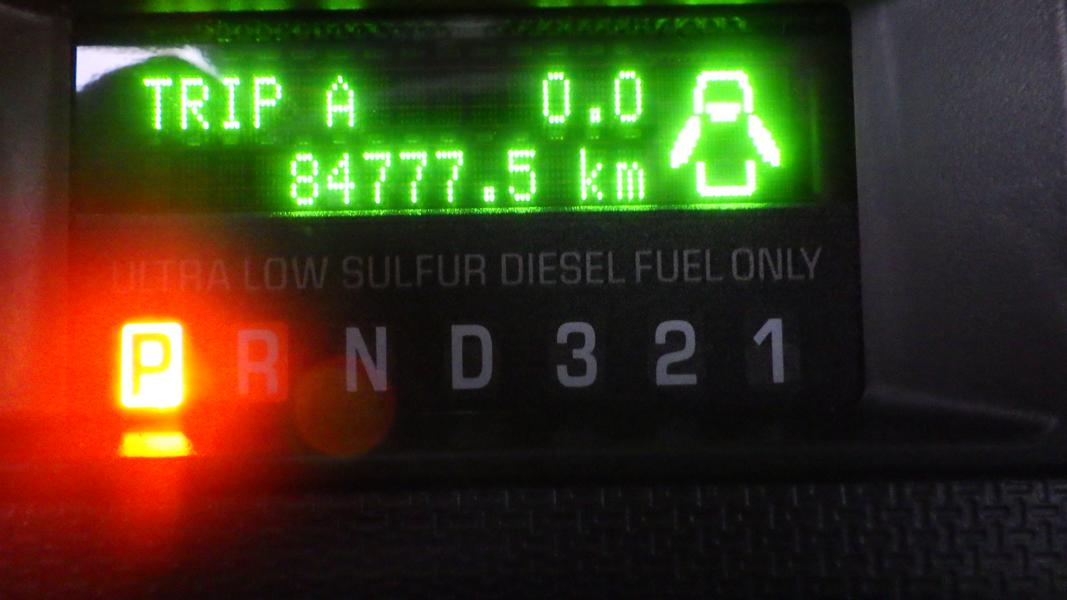 TRIP A 0.0
84777.5 km
ULTRA LOW SULFUR DIESEL FUEL ONLY
P R N D 3 2 1